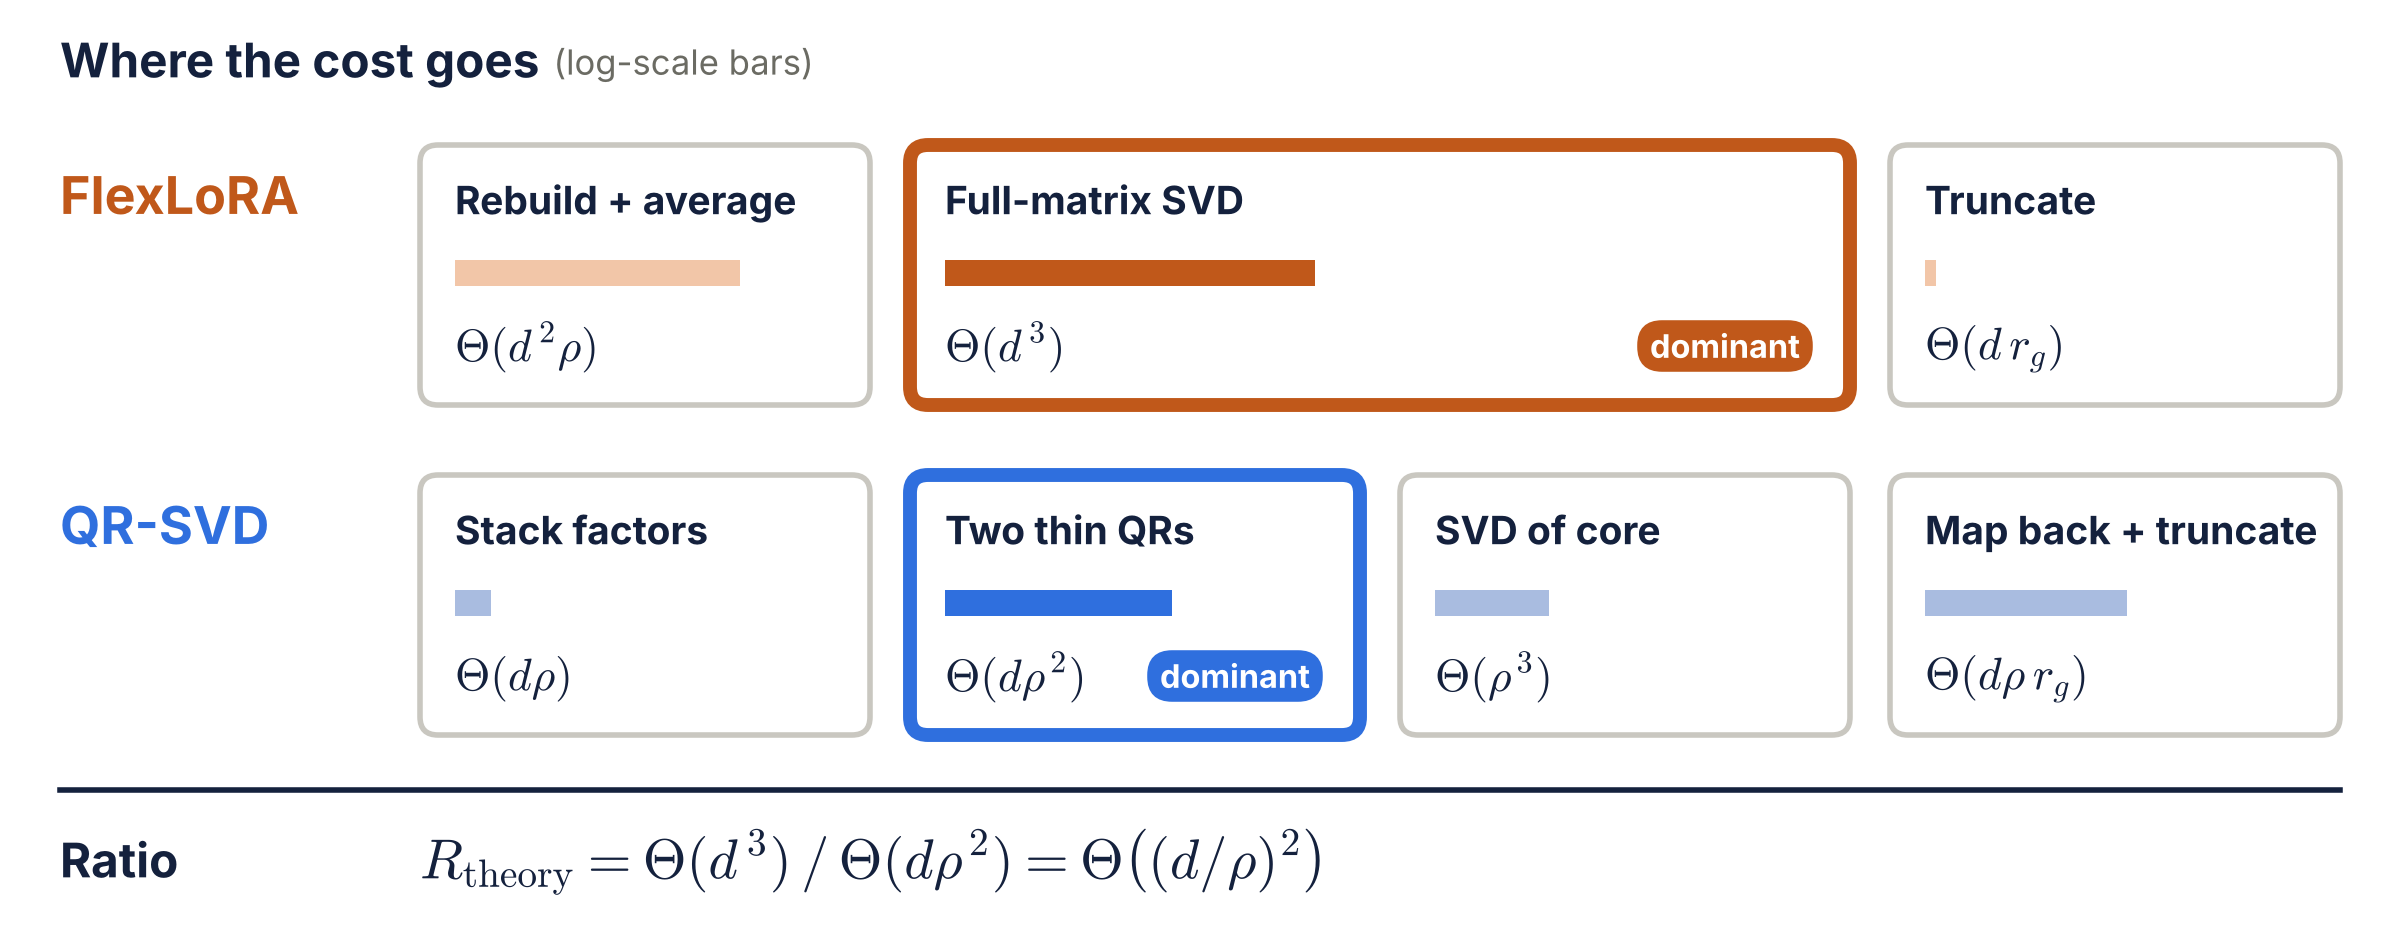 Where the cost goes (log-scale bars)
FlexLoRA
Rebuild + average
Θ(d²ρ)
Full-matrix SVD
Θ(d³)
dominant
Truncate
Θ(d r_g)
QR-SVD
Stack factors
Θ(dρ)
Two thin QRs
Θ(dρ²)
dominant
SVD of core
Θ(ρ³)
Map back + truncate
Θ(dρ r_g)
Ratio
R_theory = Θ(d³) / Θ(dρ²) = Θ((d/ρ)²)